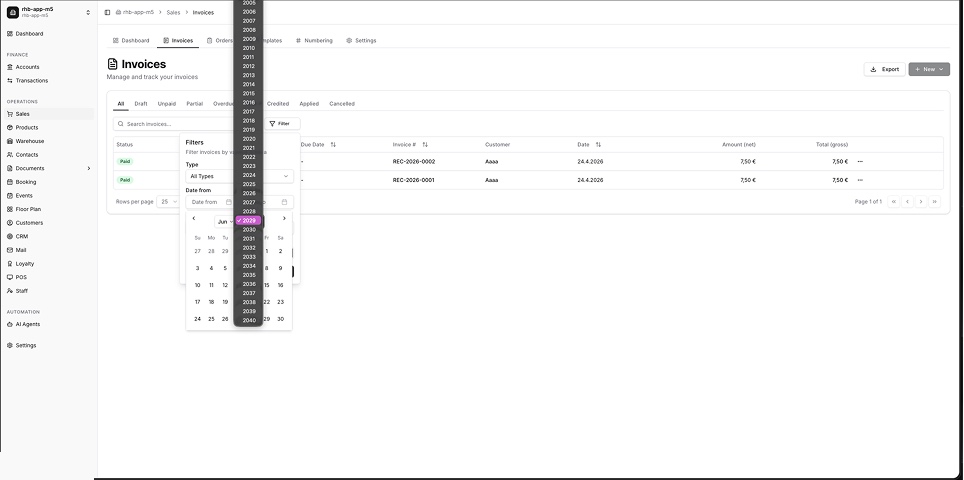 rhb-app-m5
rhb-app-m5
Dashboard
FINANCE
Accounts
Transactions
OPERATIONS
Sales
Products
Warehouse
Contacts
Documents
Booking
Events
Floor Plan
Customers
CRM
Mail
Loyalty
POS
Staff
AUTOMATION
AI Agents
Settings
rhb-app-m5 > Sales > Invoices
Dashboard Invoices Orders Numbering Settings
Invoices
Manage and track your invoices
Export + New
All Draft Unpaid Partial Credited Applied Cancelled
Search invoices... Filter
Status Due Date Invoice # Customer Date Amount (net) Total (gross)
Paid - REC-2026-0002 Aaaa 24.4.2026 7,50 € 7,50 €
Paid - REC-2026-0001 Aaaa 24.4.2026 7,50 € 7,50 €
Rows per page 25 Page 1 of 1
Filters
Filter invoices by
Type
All Types
Date from
Date from
Jun
Su Mo Tu Fr Sa
27 28 29 1 2
3 4 5 8 9
10 11 12 15 16
17 18 19 22 23
24 25 26 29 30
2005
2006
2007
2008
2009
2010
2011
2012
2013
2014
2015
2016
2017
2018
2019
2020
2021
2022
2023
2024
2025
2026
2027
2028
2029
2030
2031
2032
2033
2034
2035
2036
2037
2038
2039
2040